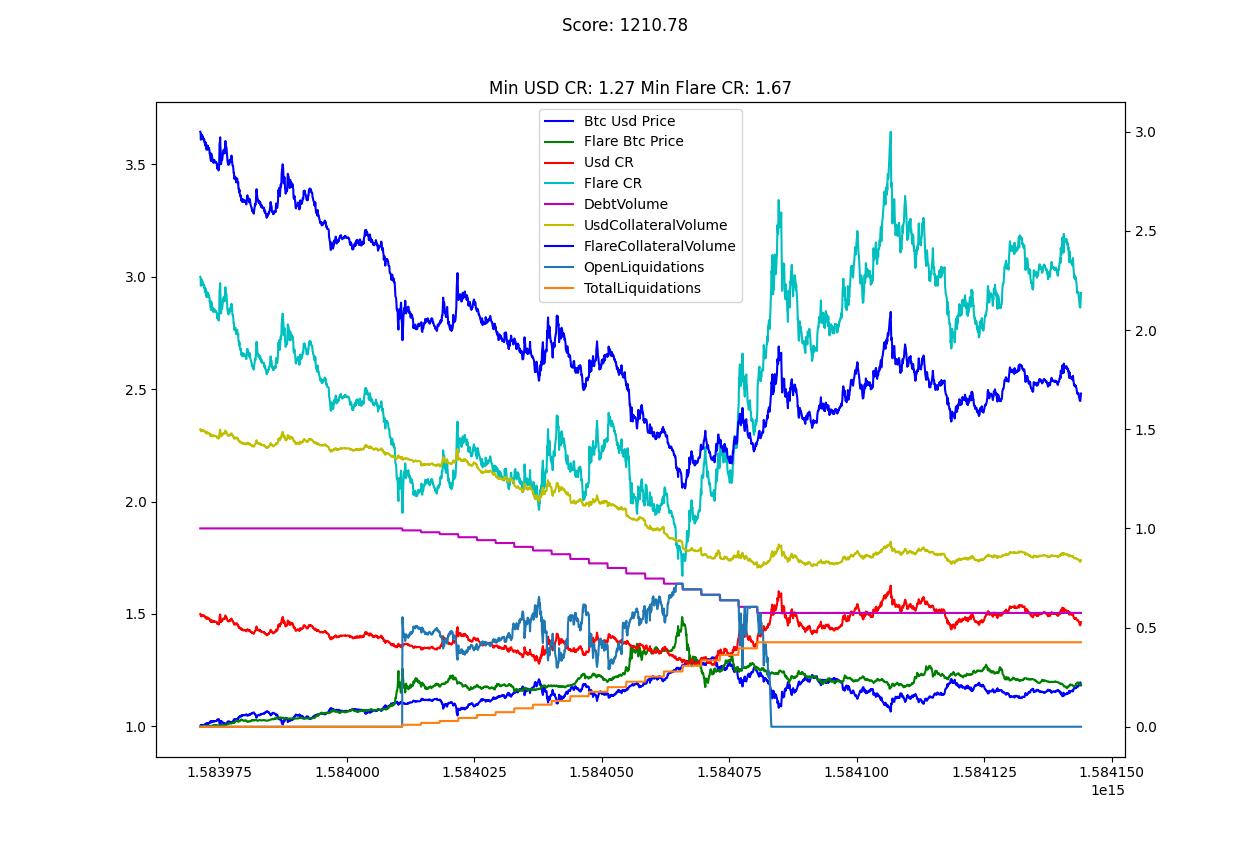 Score: 1210.78
Min USD CR: 1.27 Min Flare CR: 1.67
Btc Usd Price
Flare Btc Price
Usd CR
Flare CR
DebtVolume
UsdCollateralVolume
FlareCollateralVolume
OpenLiquidations
TotalLiquidations
3.5
3.0
2.5
2.0
1.5
1.0
3.0
2.5
2.0
1.5
1.0
0.5
0.0
1.583975 1.584000 1.584025 1.584050 1.584075 1.584100 1.584125 1.584150
1e15